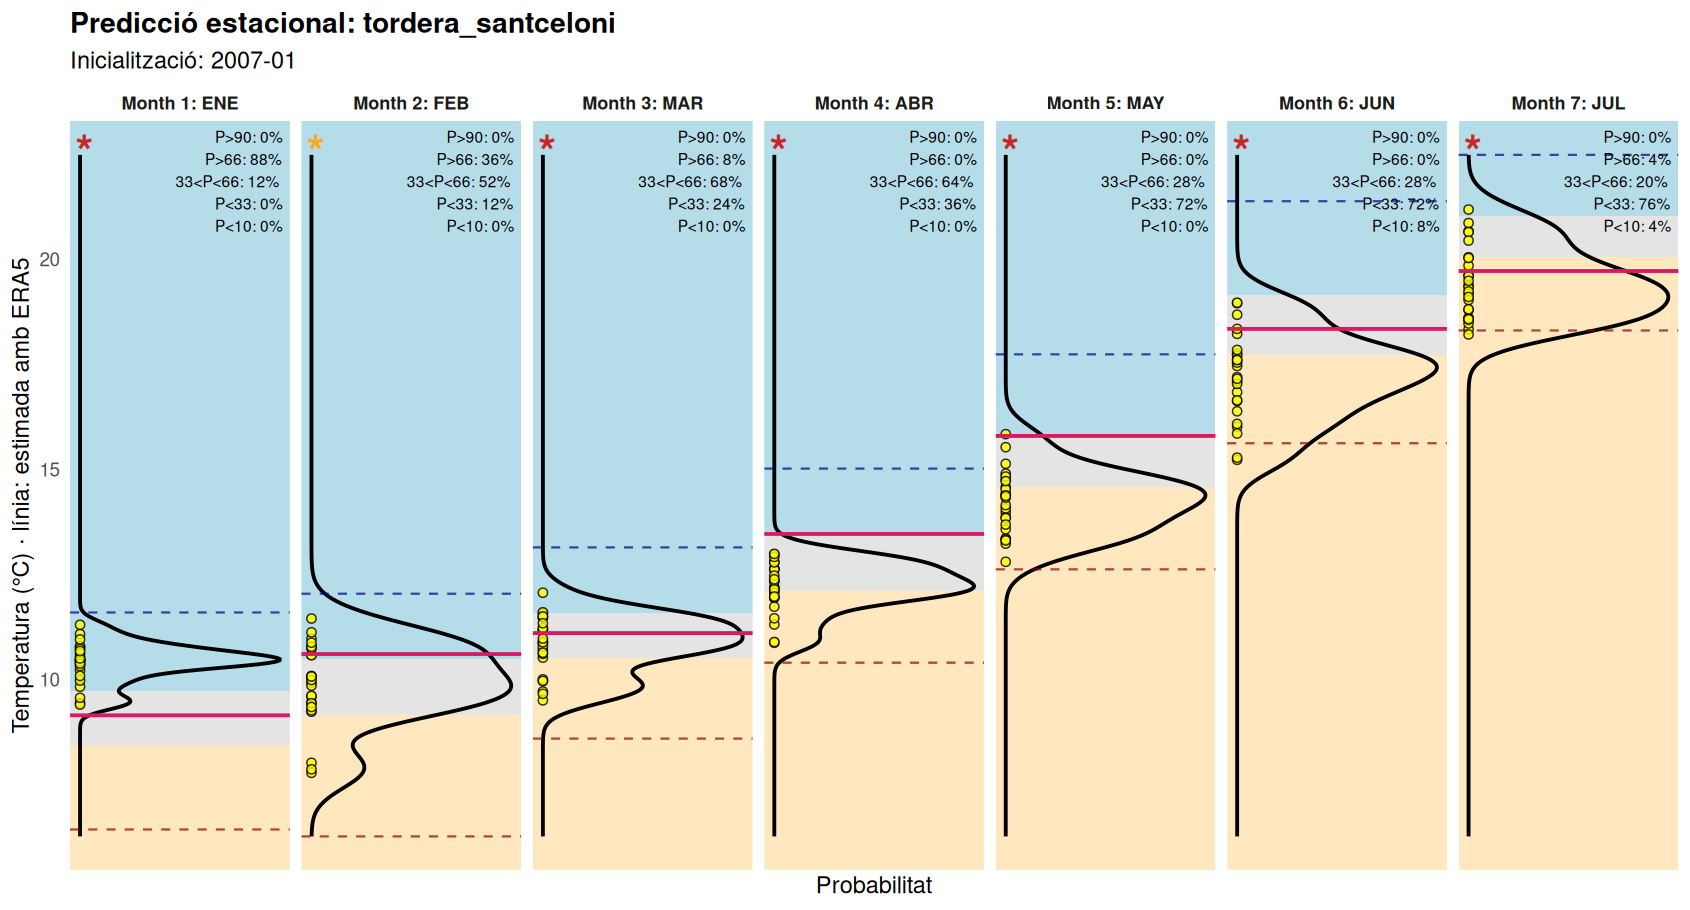 Predicció estacional: tordera_santceloni
Inicialització: 2007-01
Month 1: ENE
P>90: 0%
P>66: 88%
33<P<66: 12%
P<33: 0%
P<10: 0%
Month 2: FEB
P>90: 0%
P>66: 36%
33<P<66: 52%
P<33: 12%
P<10: 0%
Month 3: MAR
P>90: 0%
P>66: 8%
33<P<66: 68%
P<33: 24%
P<10: 0%
Month 4: ABR
P>90: 0%
P>66: 0%
33<P<66: 64%
P<33: 36%
P<10: 0%
Month 5: MAY
P>90: 0%
P>66: 0%
33<P<66: 28%
P<33: 72%
P<10: 0%
Month 6: JUN
P>90: 0%
P>66: 0%
33<P<66: 28%
P<33: 72%
P<10: 8%
Month 7: JUL
P>90: 0%
P>66: 4%
33<P<66: 20%
P<33: 76%
P<10: 4%
Temperatura (°C) · línia: estimada amb ERA5
20
15
10
Probabilitat